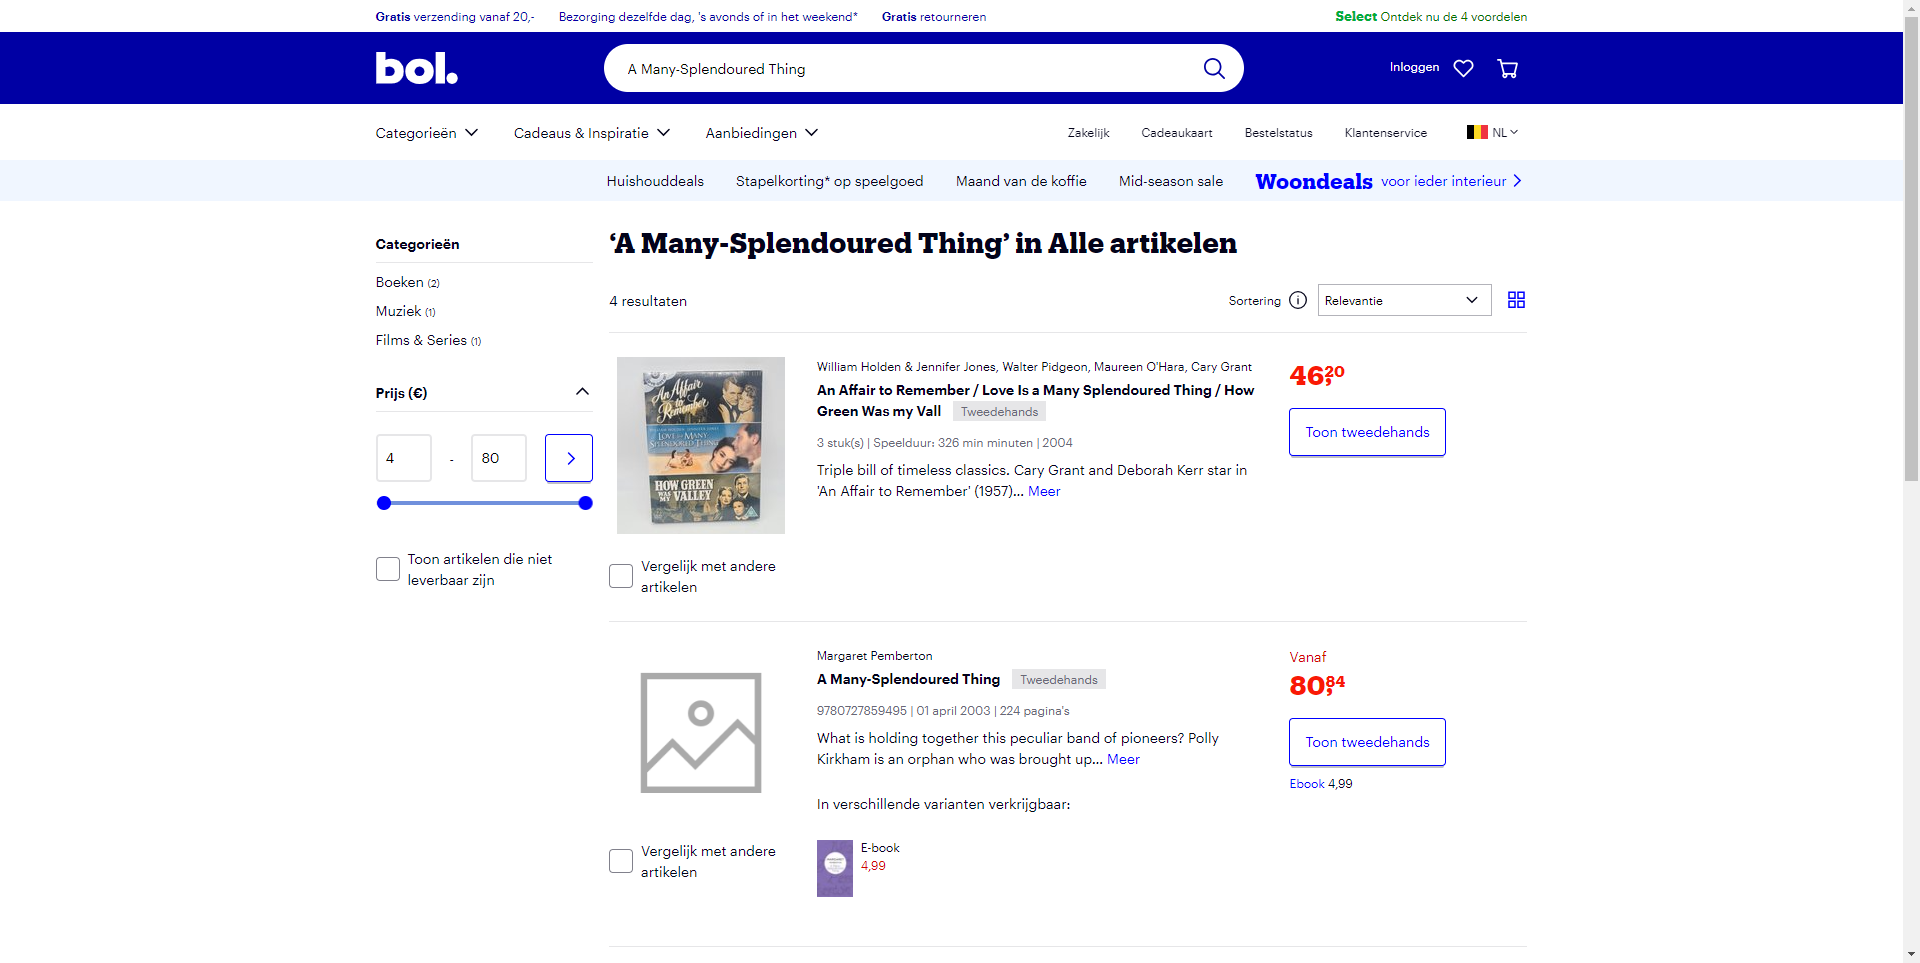 Gratis verzending vanaf 20,-
Bezorging dezelfde dag, 's avonds of in het weekend*
Gratis retourneren
Select Ontdek nu de 4 voordelen
bol.
A Many-Splendoured Thing
Inloggen
Categorieën
Cadeaus & Inspiratie
Aanbiedingen
Zakelijk
Cadeaukaart
Bestelstatus
Klantenservice
NL
Huishouddeals
Stapelkorting* op speelgoed
Maand van de koffie
Mid-season sale
Woondeals voor ieder interieur
Categorieën
Boeken (2)
Muziek (1)
Films & Series (1)
Prijs (€)
4 - 80
Toon artikelen die niet
leverbaar zijn
‘A Many-Splendoured Thing’ in Alle artikelen
4 resultaten
Sortering
Relevantie
An Affair
to
Remember
LOVE IS A MANY
SPLENDORED THING
HOW GREEN
WAS MY VALLEY
Vergelijk met andere
artikelen
William Holden & Jennifer Jones, Walter Pidgeon, Maureen O'Hara, Cary Grant
An Affair to Remember / Love Is a Many Splendoured Thing / How
Green Was my Vall Tweedehands
3 stuk(s) | Speelduur: 326 min minuten | 2004
Triple bill of timeless classics. Cary Grant and Deborah Kerr star in
'An Affair to Remember' (1957)... Meer
46,20
Toon tweedehands
Vergelijk met andere
artikelen
Margaret Pemberton
A Many-Splendoured Thing Tweedehands
9780727859495 | 01 april 2003 | 224 pagina's
What is holding together this peculiar band of pioneers? Polly
Kirkham is an orphan who was brought up... Meer
In verschillende varianten verkrijgbaar:
E-book
4,99
Vanaf
80,84
Toon tweedehands
Ebook 4,99